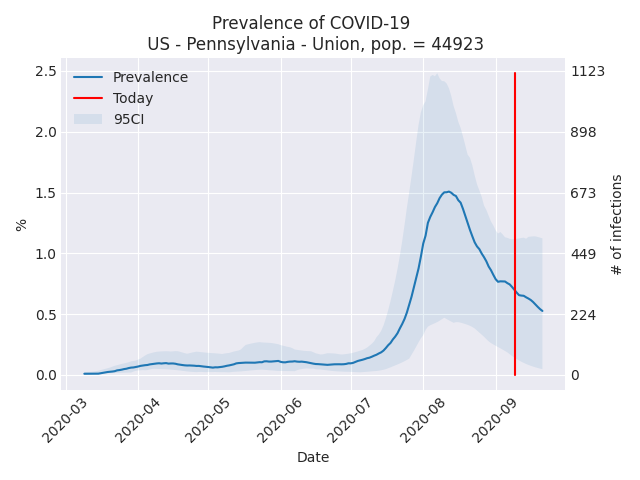 Prevalence of COVID-19
US - Pennsylvania - Union, pop. = 44923
Prevalence
Today
95CI
2.5
2.0
1.5
1.0
0.5
0.0
%
1123
898
673
449
224
0
# of infections
2020-03
2020-04
2020-05
2020-06
2020-07
2020-08
2020-09
Date